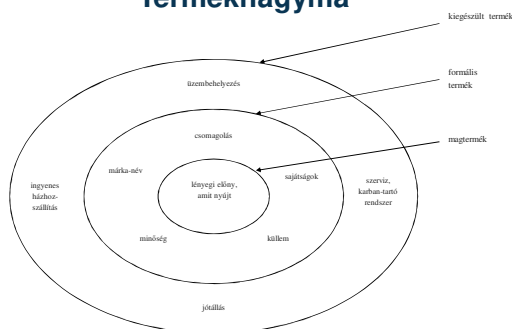 Termékhagyma
kiegészült termék
formális
termék
magtermék
üzembehelyezés
csomagolás
márka-név
sajátságok
lényegi előny,
amit nyújt
ingyenes
házhoz-
szállítás
szerviz,
karban-tartó
rendszer
minőség
küllem
jótállás